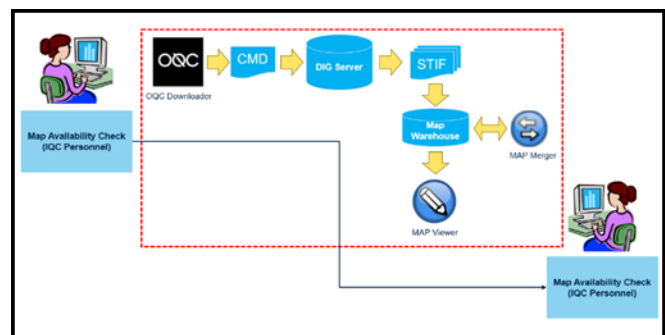 OQC
CMD
DIG Server
STIF
OQC Downloader
Map Availability Check
(IQC Personnel)
Map
Warehouse
MAP Merger
MAP Viewer
Map Availability Check
(IQC Personnel)